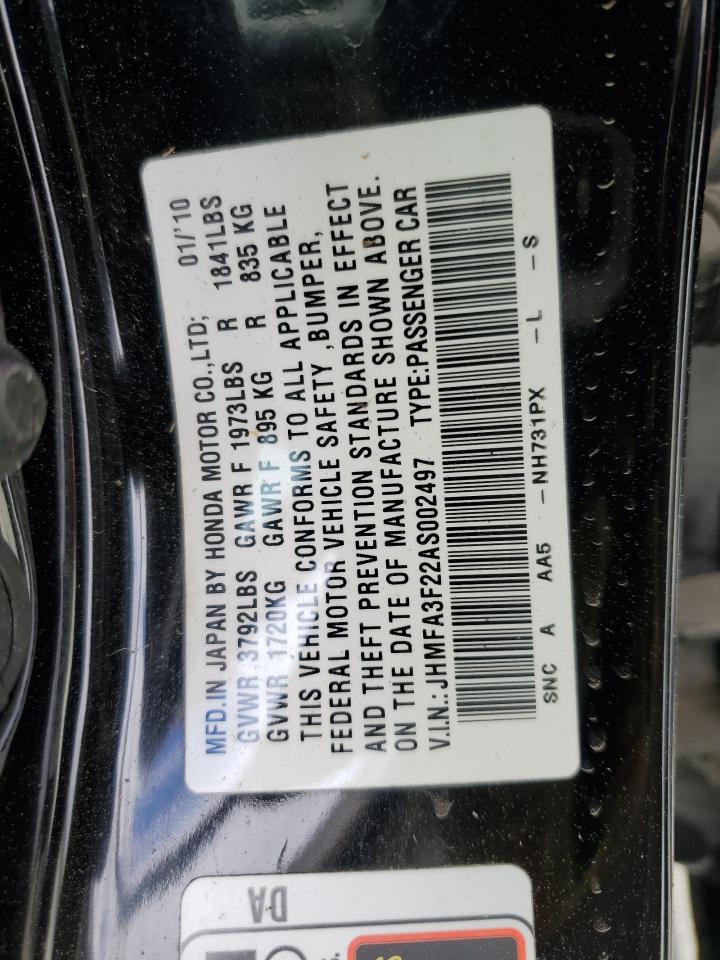 MFD.IN JAPAN BY HONDA MOTOR CO.,LTD; 01/'10
GVWR 3792LBS GAWR F 1973LBS R 1841LBS
GVWR 1720KG GAWR F 895 KG R 835 KG
THIS VEHICLE CONFORMS TO ALL APPLICABLE
FEDERAL MOTOR VEHICLE SAFETY ,BUMPER,
AND THEFT PREVENTION STANDARDS IN EFFECT
ON THE DATE OF MANUFACTURE SHOWN ABOVE.
V.I.N.: JHMFA3F22AS002497 TYPE:PASSENGER CAR
SNC A AA5 -NH731PX -L -S
DA